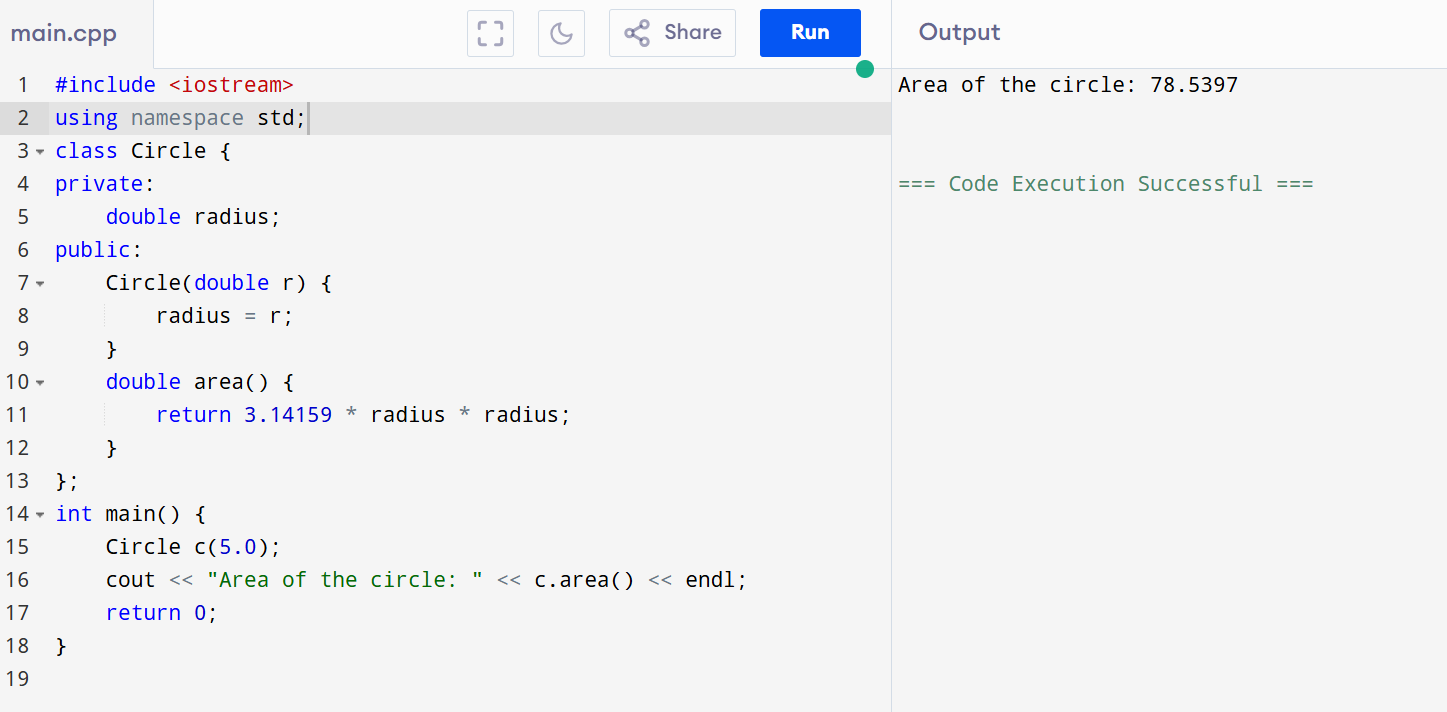 main.cpp
Share
Run
Output
1 #include <iostream>
2 using namespace std;
3 class Circle {
4 private:
5     double radius;
6 public:
7     Circle(double r) {
8         radius = r;
9     }
10     double area() {
11         return 3.14159 * radius * radius;
12     }
13 };
14 int main() {
15     Circle c(5.0);
16     cout << "Area of the circle: " << c.area() << endl;
17     return 0;
18 }
19
Area of the circle: 78.5397
=== Code Execution Successful ===